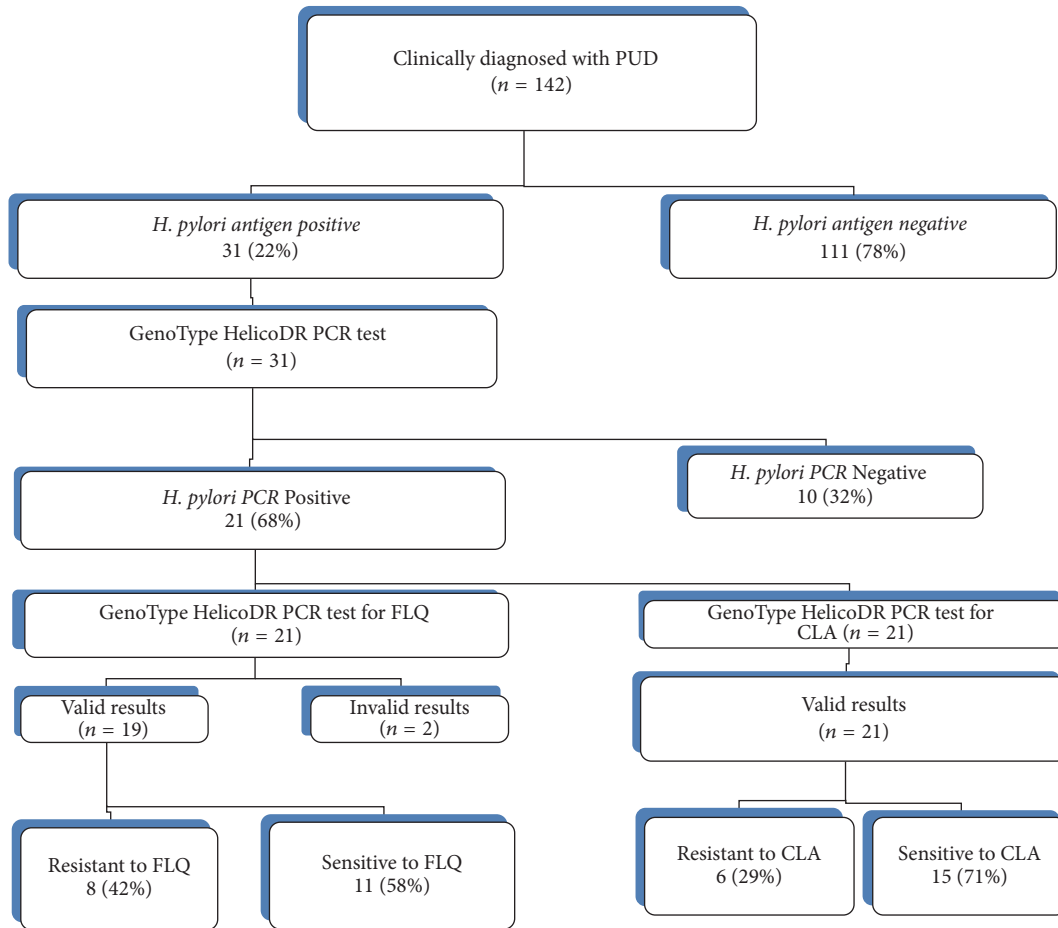 Clinically diagnosed with PUD
(n = 142)
H. pylori antigen positive
31 (22%)
H. pylori antigen negative
111 (78%)
GenoType HelicoDR PCR test
(n = 31)
H. pylori PCR Positive
21 (68%)
H. pylori PCR Negative
10 (32%)
GenoType HelicoDR PCR test for FLQ
(n = 21)
GenoType HelicoDR PCR test for
CLA (n = 21)
Valid results
(n = 19)
Invalid results
(n = 2)
Valid results
(n = 21)
Resistant to FLQ
8 (42%)
Sensitive to FLQ
11 (58%)
Resistant to CLA
6 (29%)
Sensitive to CLA
15 (71%)